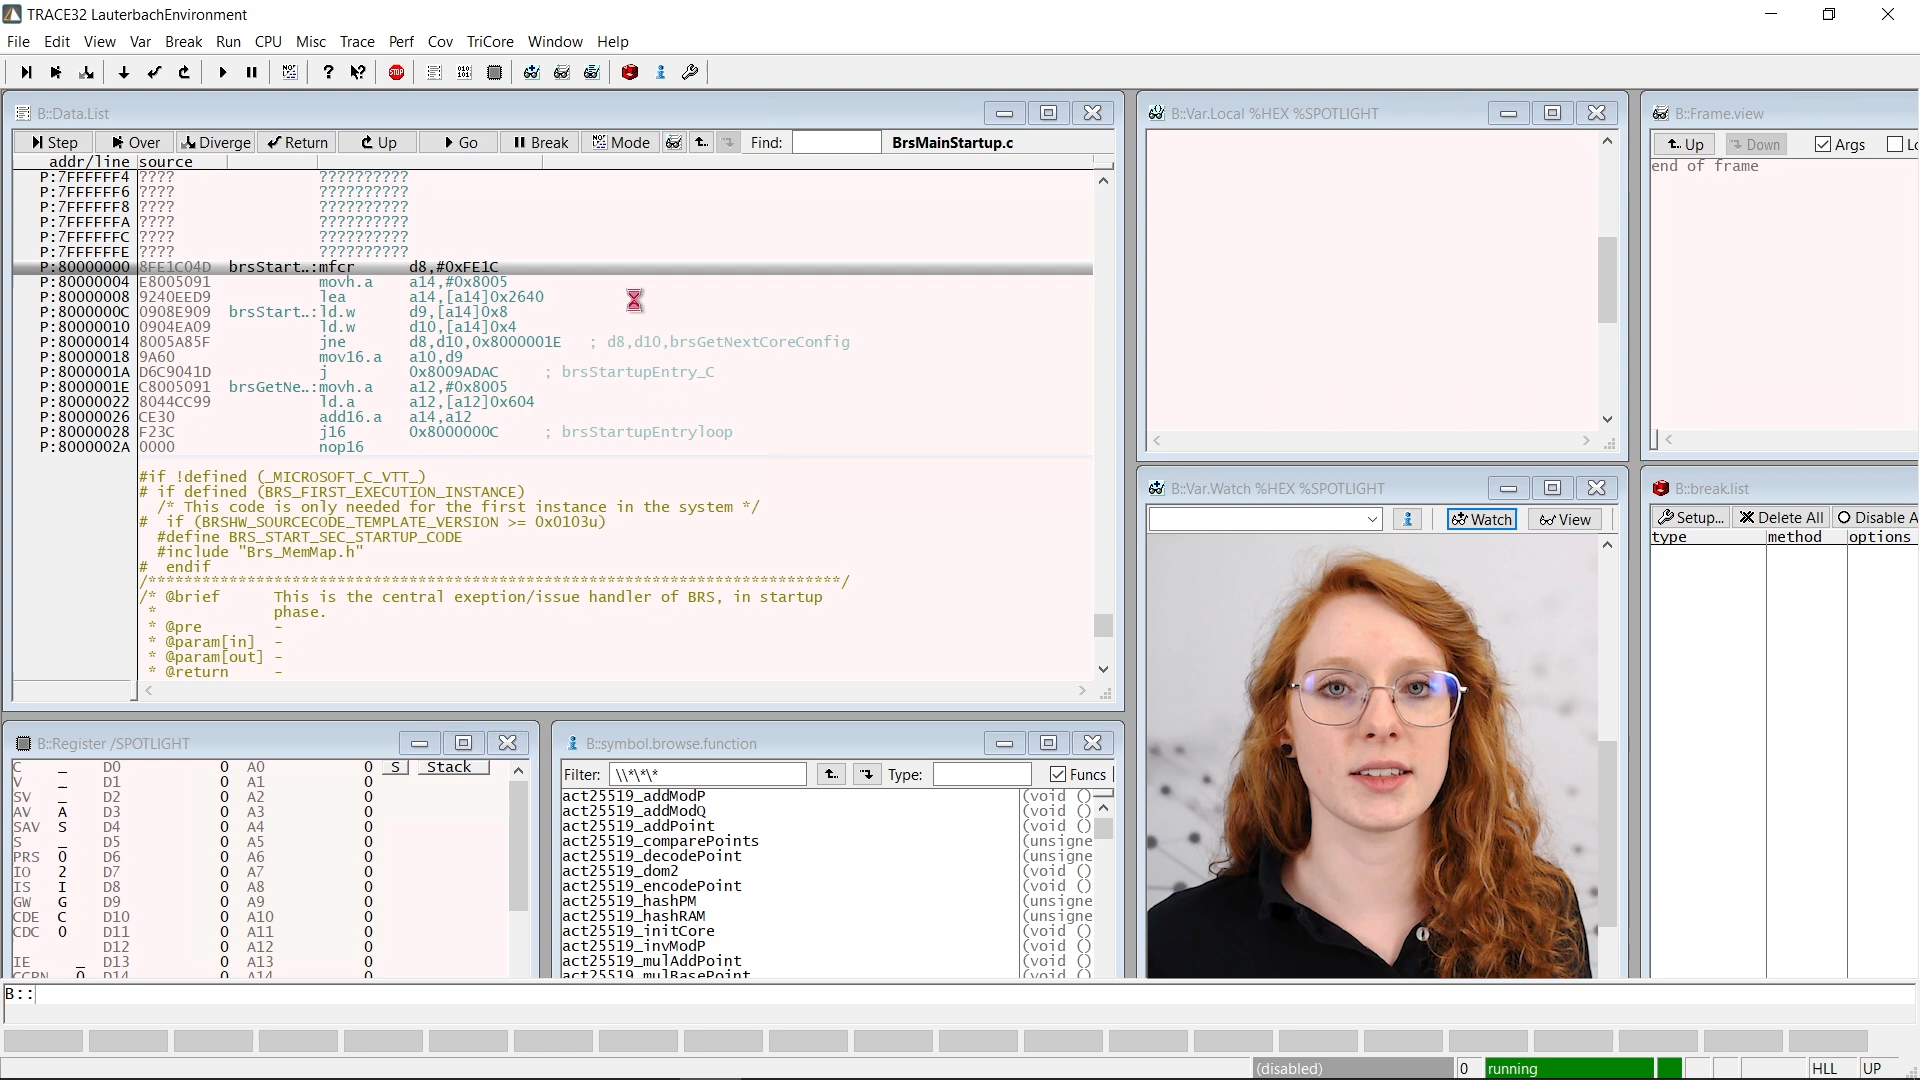 TRACE32 LauterbachEnvironment
File Edit View Var Break Run CPU Misc Trace Perf Cov TriCore Window Help
B::Data.List
Step Over Diverge Return Up Go Break Mode Find: BrsMainStartup.c
addr/line source
P:7FFFFFF4 ???? ??????????
P:7FFFFFF6 ???? ??????????
P:7FFFFFF8 ???? ??????????
P:7FFFFFFA ???? ??????????
P:7FFFFFFC ???? ??????????
P:7FFFFFFE ???? ??????????
P:80000000 8FE1C04D brsStart..:mfcr d8,#0xFE1C
P:80000004 E8005091 movh.a a14,#0x8005
P:80000008 9240EED9 lea a14,[a14]0x2640
P:8000000C 0908E909 brsStart..:ld.w d9,[a14]0x8
P:80000010 0904EA09 ld.w d10,[a14]0x4
P:80000014 8005A85F jne d8,d10,0x8000001E ; d8,d10,brsGetNextCoreConfig
P:80000018 9A60 mov16.a a10,d9
P:8000001A D6C9041D j 0x8009ADAC ; brsStartupEntry_C
P:8000001E C8005091 brsGetNe..:movh.a a12,#0x8005
P:80000022 8044CC99 ld.a a12,[a12]0x604
P:80000026 CE30 add16.a a14,a12
P:80000028 F23C j16 0x8000000C ; brsStartupEntryloop
P:8000002A 0000 nop16
#if !defined (_MICROSOFT_C_VTT_)
# if defined (BRS_FIRST_EXECUTION_INSTANCE)
/* This code is only needed for the first instance in the system */
# if (BRSHW_SOURCECODE_TEMPLATE_VERSION >= 0x0103u)
#define BRS_START_SEC_STARTUP_CODE
#include "Brs_MemMap.h"
# endif
/*****************************************************************************/
/* @brief This is the central exeption/issue handler of BRS, in startup
* phase.
* @pre -
* @param[in] -
* @param[out] -
* @return -
B::Var.Local %HEX %SPOTLIGHT
B::Frame.view
Up Down Args Lo
end of frame
B::Var.Watch %HEX %SPOTLIGHT
Watch View
B::break.list
Setup... Delete All Disable A
type method options
B::Register /SPOTLIGHT
C _ D0 0 A0 0 S Stack
V _ D1 0 A1 0
SV _ D2 0 A2 0
AV A D3 0 A3 0
SAV S D4 0 A4 0
S _ D5 0 A5 0
PRS 0 D6 0 A6 0
IO 2 D7 0 A7 0
IS I D8 0 A8 0
GW G D9 0 A9 0
CDE C D10 0 A10 0
CDC 0 D11 0 A11 0
D12 0 A12 0
IE _ D13 0 A13 0
CCPN 0 D14 0 A14 0
B::symbol.browse.function
Filter: \\*\*\* Type: Funcs
act25519_addModP (void ()
act25519_addModQ (void ()
act25519_addPoint (void ()
act25519_comparePoints (unsigne
act25519_decodePoint (unsigne
act25519_dom2 (void ()
act25519_encodePoint (void ()
act25519_hashPM (unsigne
act25519_hashRAM (unsigne
act25519_initCore (void ()
act25519_invModP (void ()
act25519_mulAddPoint (void ()
act25519_mulBasePoint (void ()
B::
(disabled) 0 running HLL UP